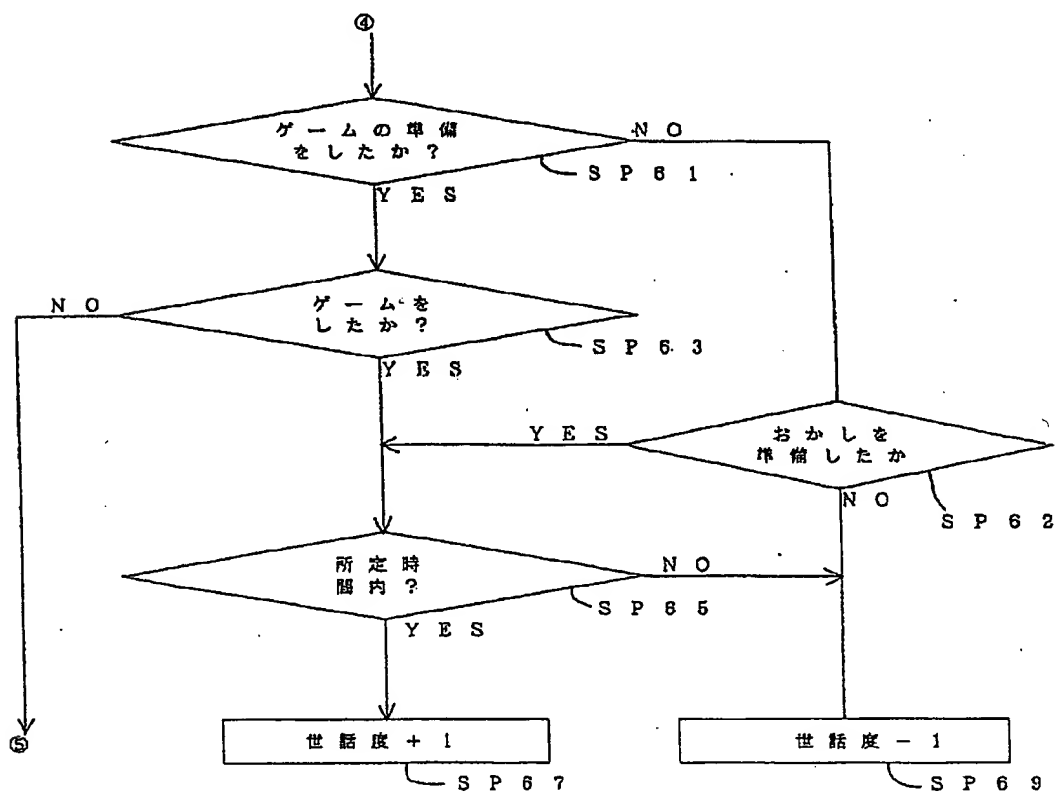 ④
ゲームの準備
をしたか？
NO
SP61
YES
ゲームを
したか？
NO
SP63
YES
おかしを
準備したか
YES
NO
SP62
所定時
間内？
NO
SP65
YES
⑤
世話度＋1
世話度－1
SP67
SP69